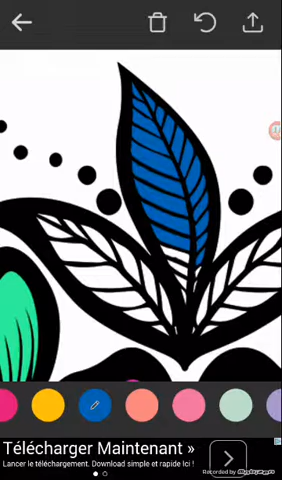 Télécharger Maintenant »
Lancer le téléchargement. Download simple et rapide Ici !
Recorded by